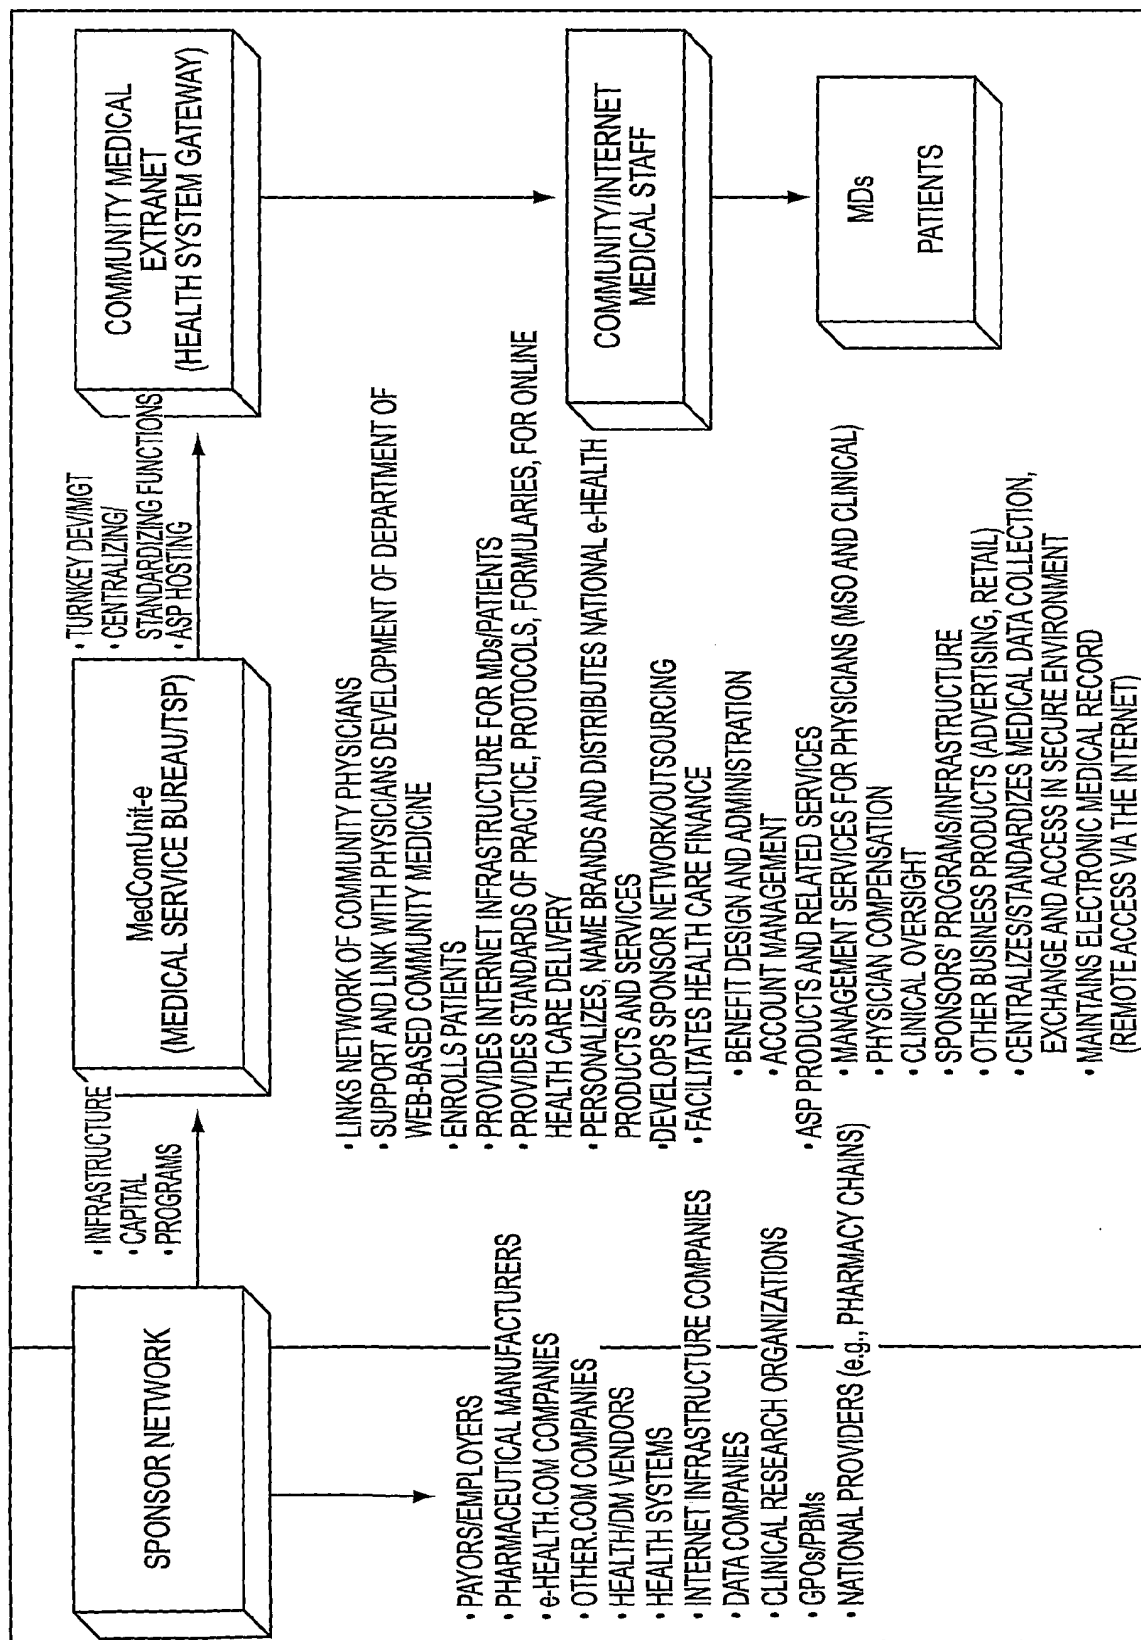 SPONSOR NETWORK
• INFRASTRUCTURE
• CAPITAL
• PROGRAMS
MedComUnit-e
(MEDICAL SERVICE BUREAU/TSP)
• TURNKEY DEV/MGT
• CENTRALIZING/
STANDARDIZING FUNCTIONS
• ASP HOSTING
COMMUNITY MEDICAL
EXTRANET
(HEALTH SYSTEM GATEWAY)
• PAYORS/EMPLOYERS
• PHARMACEUTICAL MANUFACTURERS
• e-HEALTH.COM COMPANIES
• OTHER.COM COMPANIES
• HEALTH/DM VENDORS
• HEALTH SYSTEMS
• INTERNET INFRASTRUCTURE COMPANIES
• DATA COMPANIES
• CLINICAL RESEARCH ORGANIZATIONS
• GPOs/PBMs
• NATIONAL PROVIDERS (e.g., PHARMACY CHAINS)
• LINKS NETWORK OF COMMUNITY PHYSICIANS
• SUPPORT AND LINK WITH PHYSICIANS DEVELOPMENT OF DEPARTMENT OF
WEB-BASED COMMUNITY MEDICINE
• ENROLLS PATIENTS
• PROVIDES INTERNET INFRASTRUCTURE FOR MDs/PATIENTS
• PROVIDES STANDARDS OF PRACTICE, PROTOCOLS, FORMULARIES, FOR ONLINE
HEALTH CARE DELIVERY
• PERSONALIZES, NAME BRANDS AND DISTRIBUTES NATIONAL e-HEALTH
PRODUCTS AND SERVICES
• DEVELOPS SPONSOR NETWORK/OUTSOURCING
• FACILITATES HEALTH CARE FINANCE
• BENEFIT DESIGN AND ADMINISTRATION
• ACCOUNT MANAGEMENT
• ASP PRODUCTS AND RELATED SERVICES
• MANAGEMENT SERVICES FOR PHYSICIANS (MSO AND CLINICAL)
• PHYSICIAN COMPENSATION
• CLINICAL OVERSIGHT
• SPONSORS' PROGRAMS/INFRASTRUCTURE
• OTHER BUSINESS PRODUCTS (ADVERTISING, RETAIL)
• CENTRALIZES/STANDARDIZES MEDICAL DATA COLLECTION,
EXCHANGE AND ACCESS IN SECURE ENVIRONMENT
• MAINTAINS ELECTRONIC MEDICAL RECORD
(REMOTE ACCESS VIA THE INTERNET)
COMMUNITY/INTERNET
MEDICAL STAFF
MDs
PATIENTS